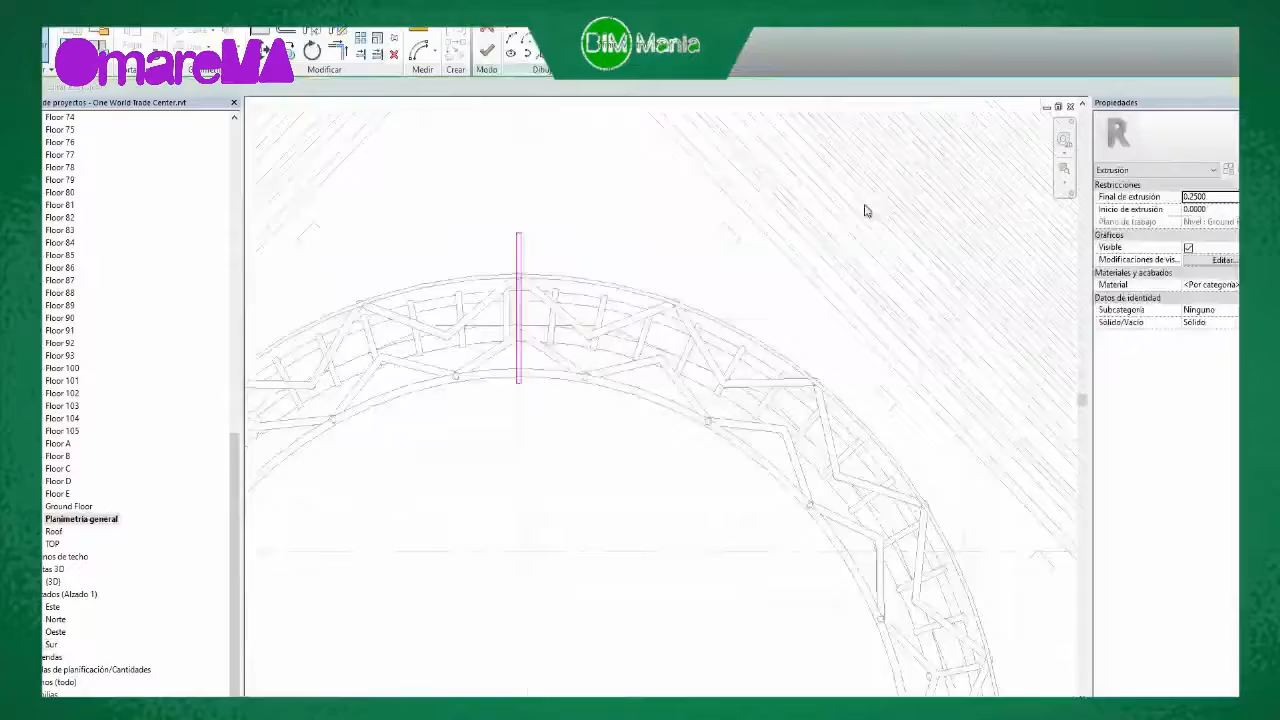 BIM Mania
OmareMA
Modificar
Medir
Crear
Modo
de proyectos - One World Trade Center.rvt
Floor 74
Floor 75
Floor 76
Floor 77
Floor 78
Floor 79
Floor 80
Floor 81
Floor 82
Floor 83
Floor 84
Floor 85
Floor 86
Floor 87
Floor 88
Floor 89
Floor 90
Floor 91
Floor 92
Floor 93
Floor 100
Floor 101
Floor 102
Floor 103
Floor 104
Floor 105
Floor A
Floor B
Floor C
Floor D
Floor E
Ground Floor
Planimetria general
Roof
TOP
nos de techo
tas 3D
{3D}
ados (Alzado 1)
Este
Norte
Oeste
Sur
endas
las de planificación/Cantidades
nos (todo)
Propiedades
R
Extrusión
Restricciones
Final de extrusión 0.2500
Inicio de extrusión 0.0000
Plano de trabajo Nivel : Ground
Gráficos
Visible
Modificaciones de vis... Editar...
Materiales y acabados
Material <Por categoría>
Datos de identidad
Subcategoría Ninguno
Sólido/Vacío Sólido